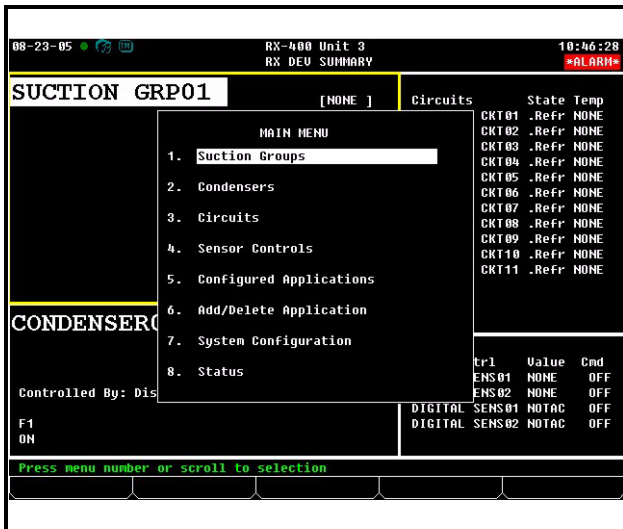 08-23-05 RX-400 Unit 3 10:46:28
RX DEV SUMMARY *ALARM*
SUCTION GRP01
[NONE ]
Circuits State Temp
CKT01 .Refr NONE
CKT02 .Refr NONE
CKT03 .Refr NONE
CKT04 .Refr NONE
CKT05 .Refr NONE
CKT06 .Refr NONE
CKT07 .Refr NONE
CKT08 .Refr NONE
CKT09 .Refr NONE
CKT10 .Refr NONE
CKT11 .Refr NONE
MAIN MENU
1. Suction Groups
2. Condensers
3. Circuits
4. Sensor Controls
5. Configured Applications
6. Add/Delete Application
7. System Configuration
8. Status
CONDENSER
Controlled By: Dis
F1
ON
trl Value Cmd
ENS01 NONE OFF
ENS02 NONE OFF
DIGITAL SENS01 NOTAC OFF
DIGITAL SENS02 NOTAC OFF
Press menu number or scroll to selection